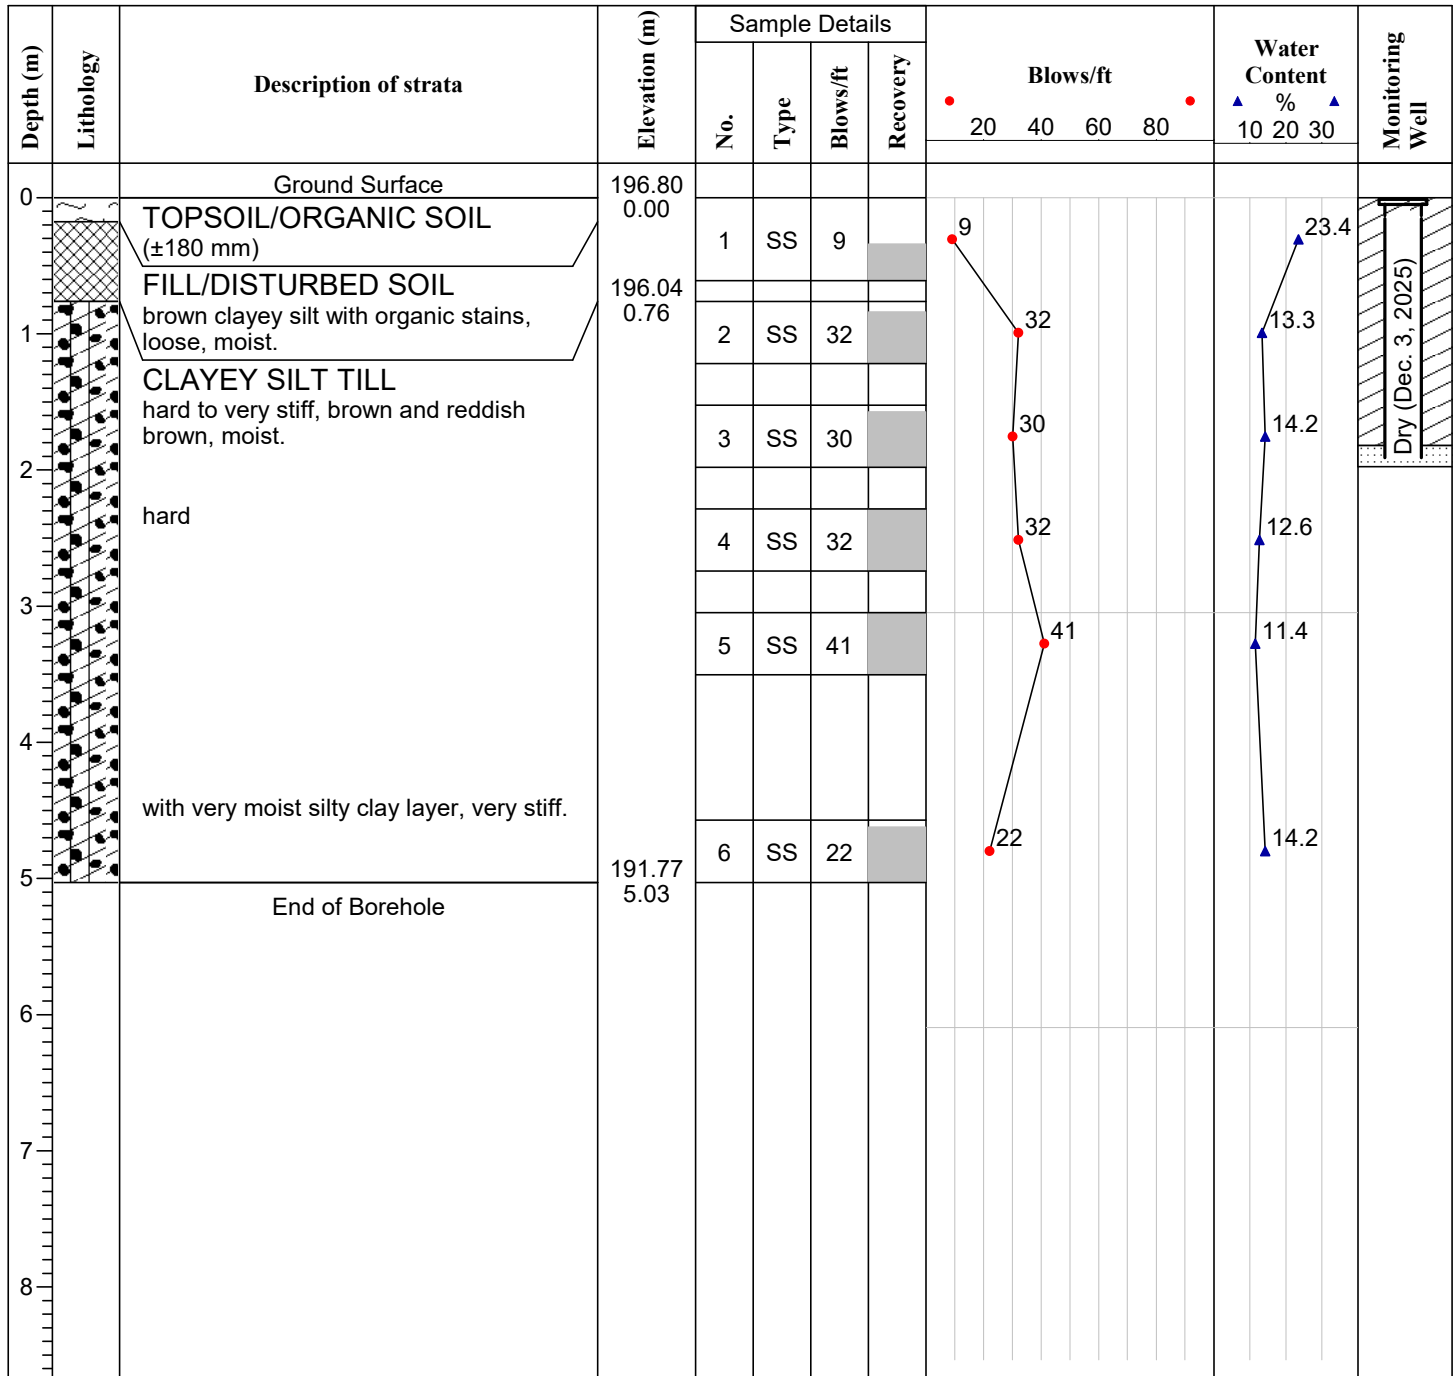 Depth (m)
Lithology
Description of strata
Elevation (m)
Sample Details
No.
Type
Blows/ft
Recovery
Blows/ft
20 40 60 80
Water
Content
%
10 20 30
Monitoring
Well
Ground Surface
196.80
0.00
0
TOPSOIL/ORGANIC SOIL
(±180 mm)
1 SS 9
9
23.4
FILL/DISTURBED SOIL
brown clayey silt with organic stains,
loose, moist.
196.04
0.76
1
2 SS 32
32
13.3
CLAYEY SILT TILL
hard to very stiff, brown and reddish
brown, moist.
3 SS 30
30
14.2
Dry (Dec. 3, 2025)
2
hard
4 SS 32
32
12.6
3
5 SS 41
41
11.4
4
with very moist silty clay layer, very stiff.
6 SS 22
22
14.2
191.77
5.03
5
End of Borehole
6
7
8